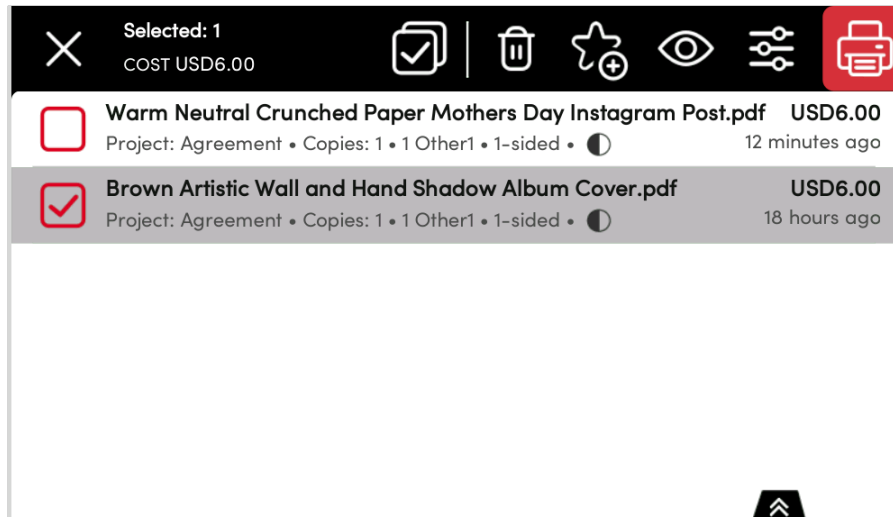 Selected: 1
COST USD6.00
Warm Neutral Crunched Paper Mothers Day Instagram Post.pdf USD6.00
Project: Agreement • Copies: 1 • 1 Other1 • 1-sided • 12 minutes ago
Brown Artistic Wall and Hand Shadow Album Cover.pdf USD6.00
Project: Agreement • Copies: 1 • 1 Other1 • 1-sided • 18 hours ago